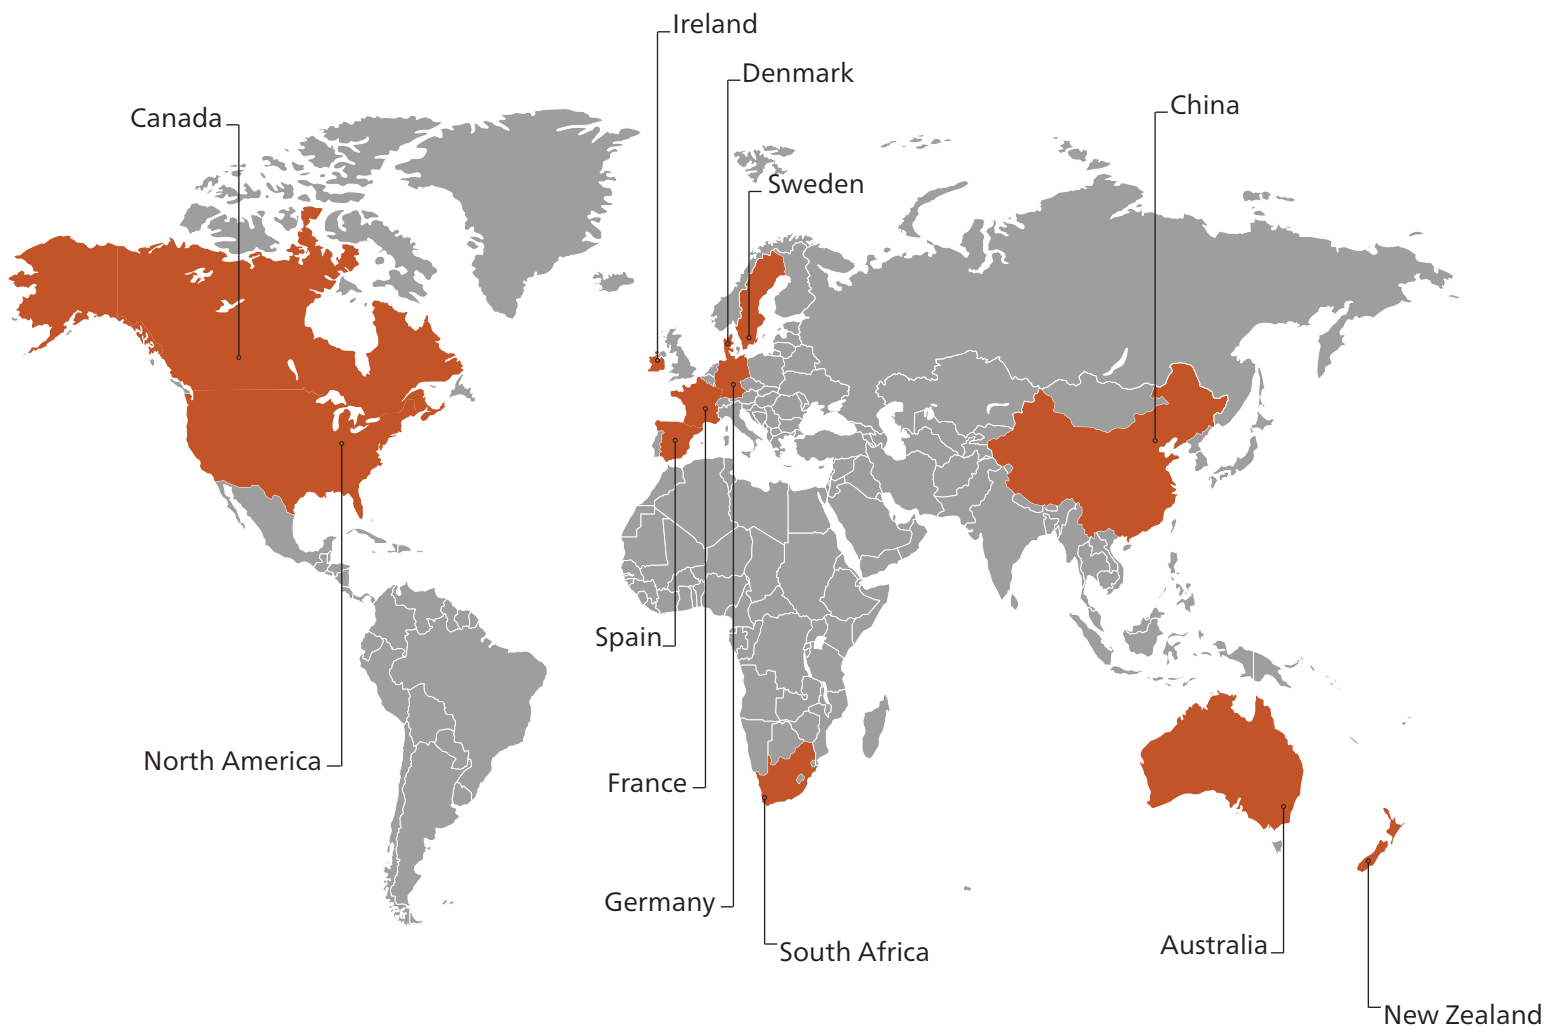 Ireland
Denmark
China
Canada
Sweden
Spain
North America
France
Germany
South Africa
Australia
New Zealand